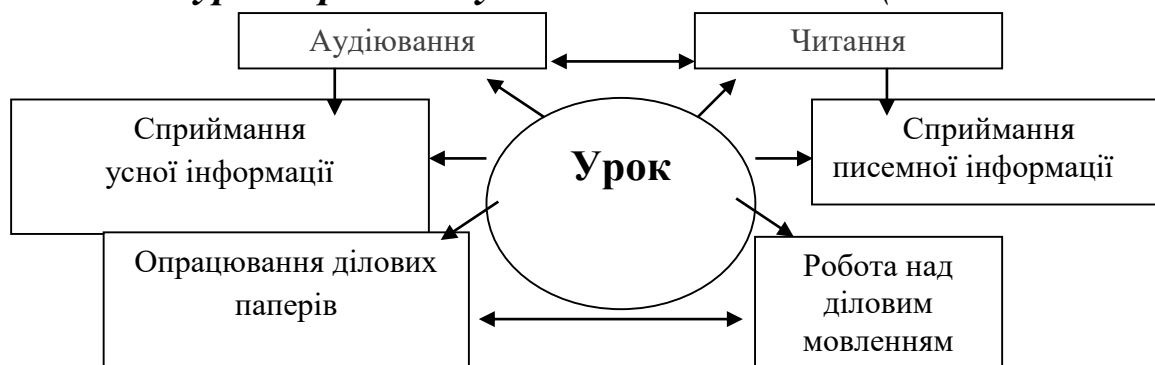 Аудіювання
Читання
Сприймання
усної інформації
Урок
Сприймання
писемної інформації
Опрацювання ділових
паперів
Робота над
діловим
мовленням